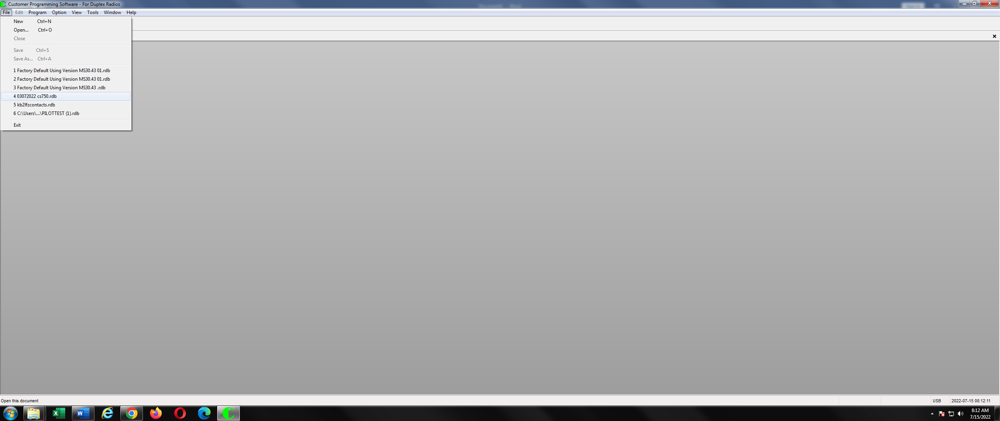 Customer Programming Software - For Duplex Radios
File Edit Program Option View Tools Window Help
New Ctrl+N
Open... Ctrl+O
Close
Save Ctrl+S
Save As... Ctrl+A
1 Factory Default Using Version MS30.43 01.rdb
2 Factory Default Using Version MS30.43 01.rdb
3 Factory Default Using Version MS30.43 .rdb
4 03072022 cs750.rdb
5 kb2lfzcontacts.rdb
6 C:\Users\...\PILOTTEST (1).rdb
Exit
Open this document
USB 2022-07-15 08:12:11
8:12 AM
7/15/2022